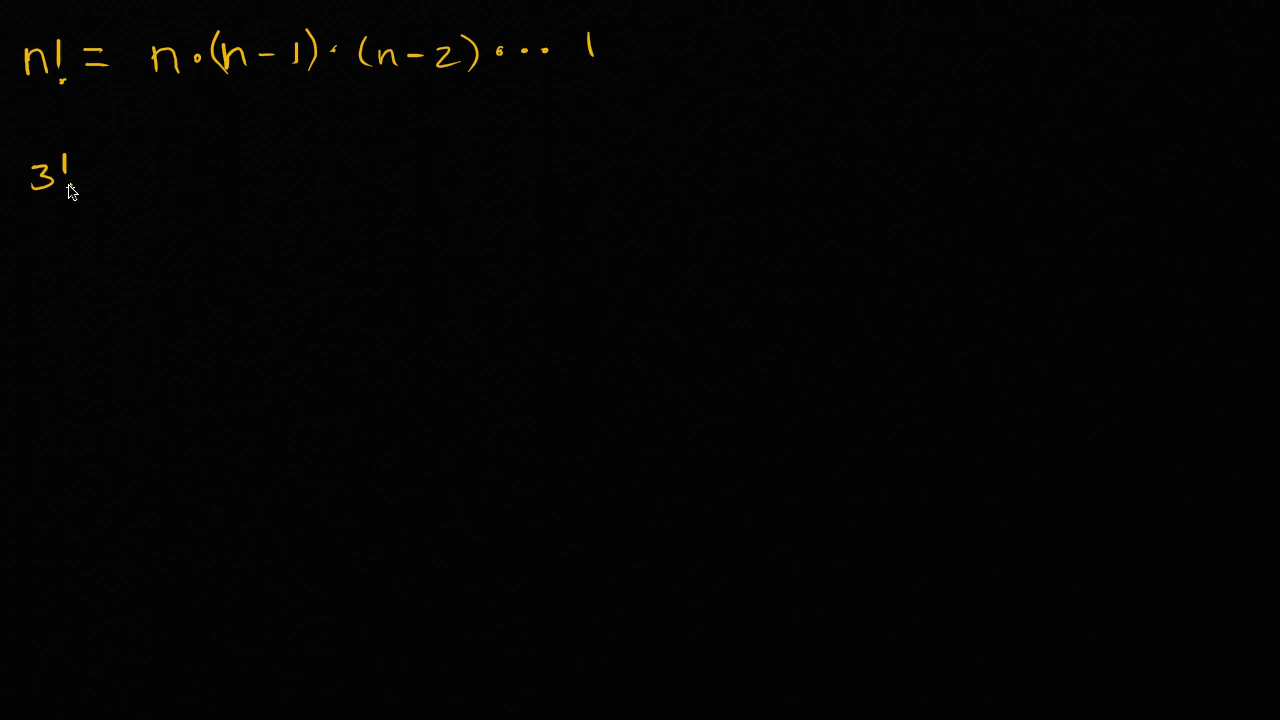 n! = n · (n - 1) · (n - 2) · ·· 1
3!